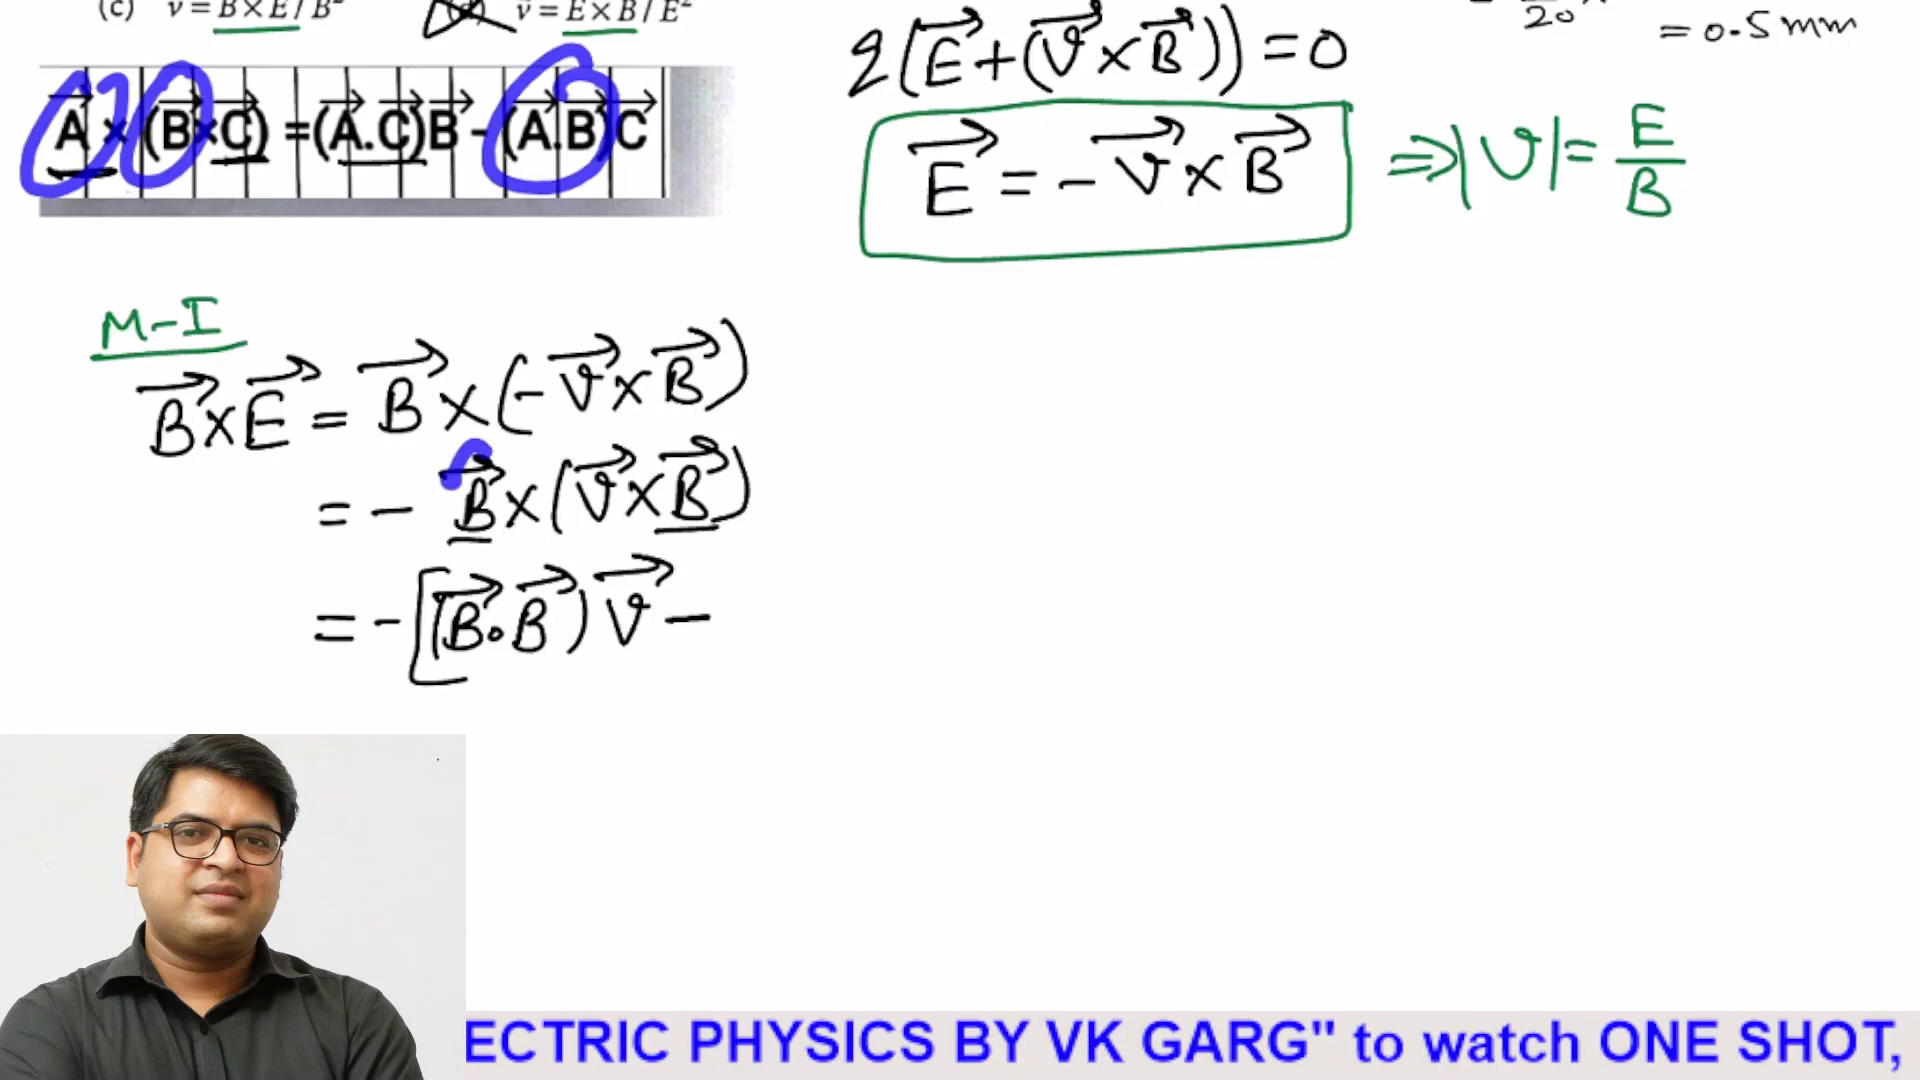 (c) v⃗ = B⃗ × E⃗ / B² (d) v⃗ = E⃗ × B⃗ / E²
A⃗ × (B⃗ × C⃗) = (A⃗ . C⃗) B⃗ - (A⃗ . B⃗) C⃗
q(E⃗ + (v⃗ × B⃗)) = 0
E⃗ = - v⃗ × B⃗ ⇒ |v| = E/B
20
= 0.5 mm
M-I
B⃗ × E⃗ = B⃗ × (- v⃗ × B⃗)
= - B⃗ × (v⃗ × B⃗)
= - [(B⃗ . B⃗) v⃗ -
ECTRIC PHYSICS BY VK GARG" to watch ONE SHOT,